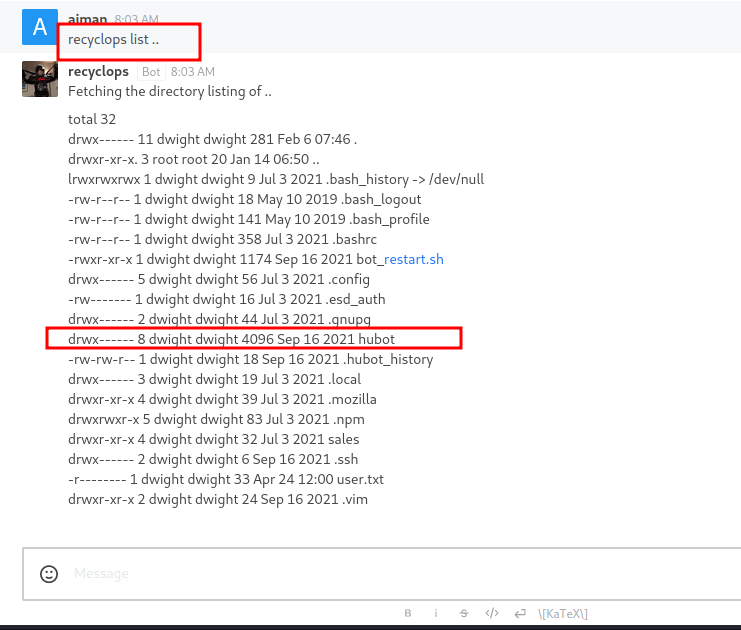 A
aiman 8:03 AM
recyclops list ..
recyclops Bot 8:03 AM
Fetching the directory listing of ..
total 32
drwx------ 11 dwight dwight 281 Feb 6 07:46 .
drwxr-xr-x. 3 root root 20 Jan 14 06:50 ..
lrwxrwxrwx 1 dwight dwight 9 Jul 3 2021 .bash_history -> /dev/null
-rw-r--r-- 1 dwight dwight 18 May 10 2019 .bash_logout
-rw-r--r-- 1 dwight dwight 141 May 10 2019 .bash_profile
-rw-r--r-- 1 dwight dwight 358 Jul 3 2021 .bashrc
-rwxr-xr-x 1 dwight dwight 1174 Sep 16 2021 bot_restart.sh
drwx------ 5 dwight dwight 56 Jul 3 2021 .config
-rw------- 1 dwight dwight 16 Jul 3 2021 .esd_auth
drwx------ 2 dwight dwight 44 Jul 3 2021 .gnupg
drwx------ 8 dwight dwight 4096 Sep 16 2021 hubot
-rw-rw-r-- 1 dwight dwight 18 Sep 16 2021 .hubot_history
drwx------ 3 dwight dwight 19 Jul 3 2021 .local
drwxr-xr-x 4 dwight dwight 39 Jul 3 2021 .mozilla
drwxrwxr-x 5 dwight dwight 83 Jul 3 2021 .npm
drwxr-xr-x 4 dwight dwight 32 Jul 3 2021 sales
drwx------ 2 dwight dwight 6 Sep 16 2021 .ssh
-r-------- 1 dwight dwight 33 Apr 24 12:00 user.txt
drwxr-xr-x 2 dwight dwight 24 Sep 16 2021 .vim
Message
B i S </> \[KaTeX\]